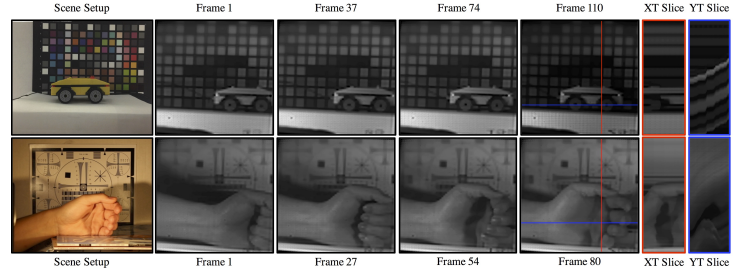 Scene Setup Frame 1 Frame 37 Frame 74 Frame 110 XT Slice YT Slice
Scene Setup Frame 1 Frame 27 Frame 54 Frame 80 XT Slice YT Slice